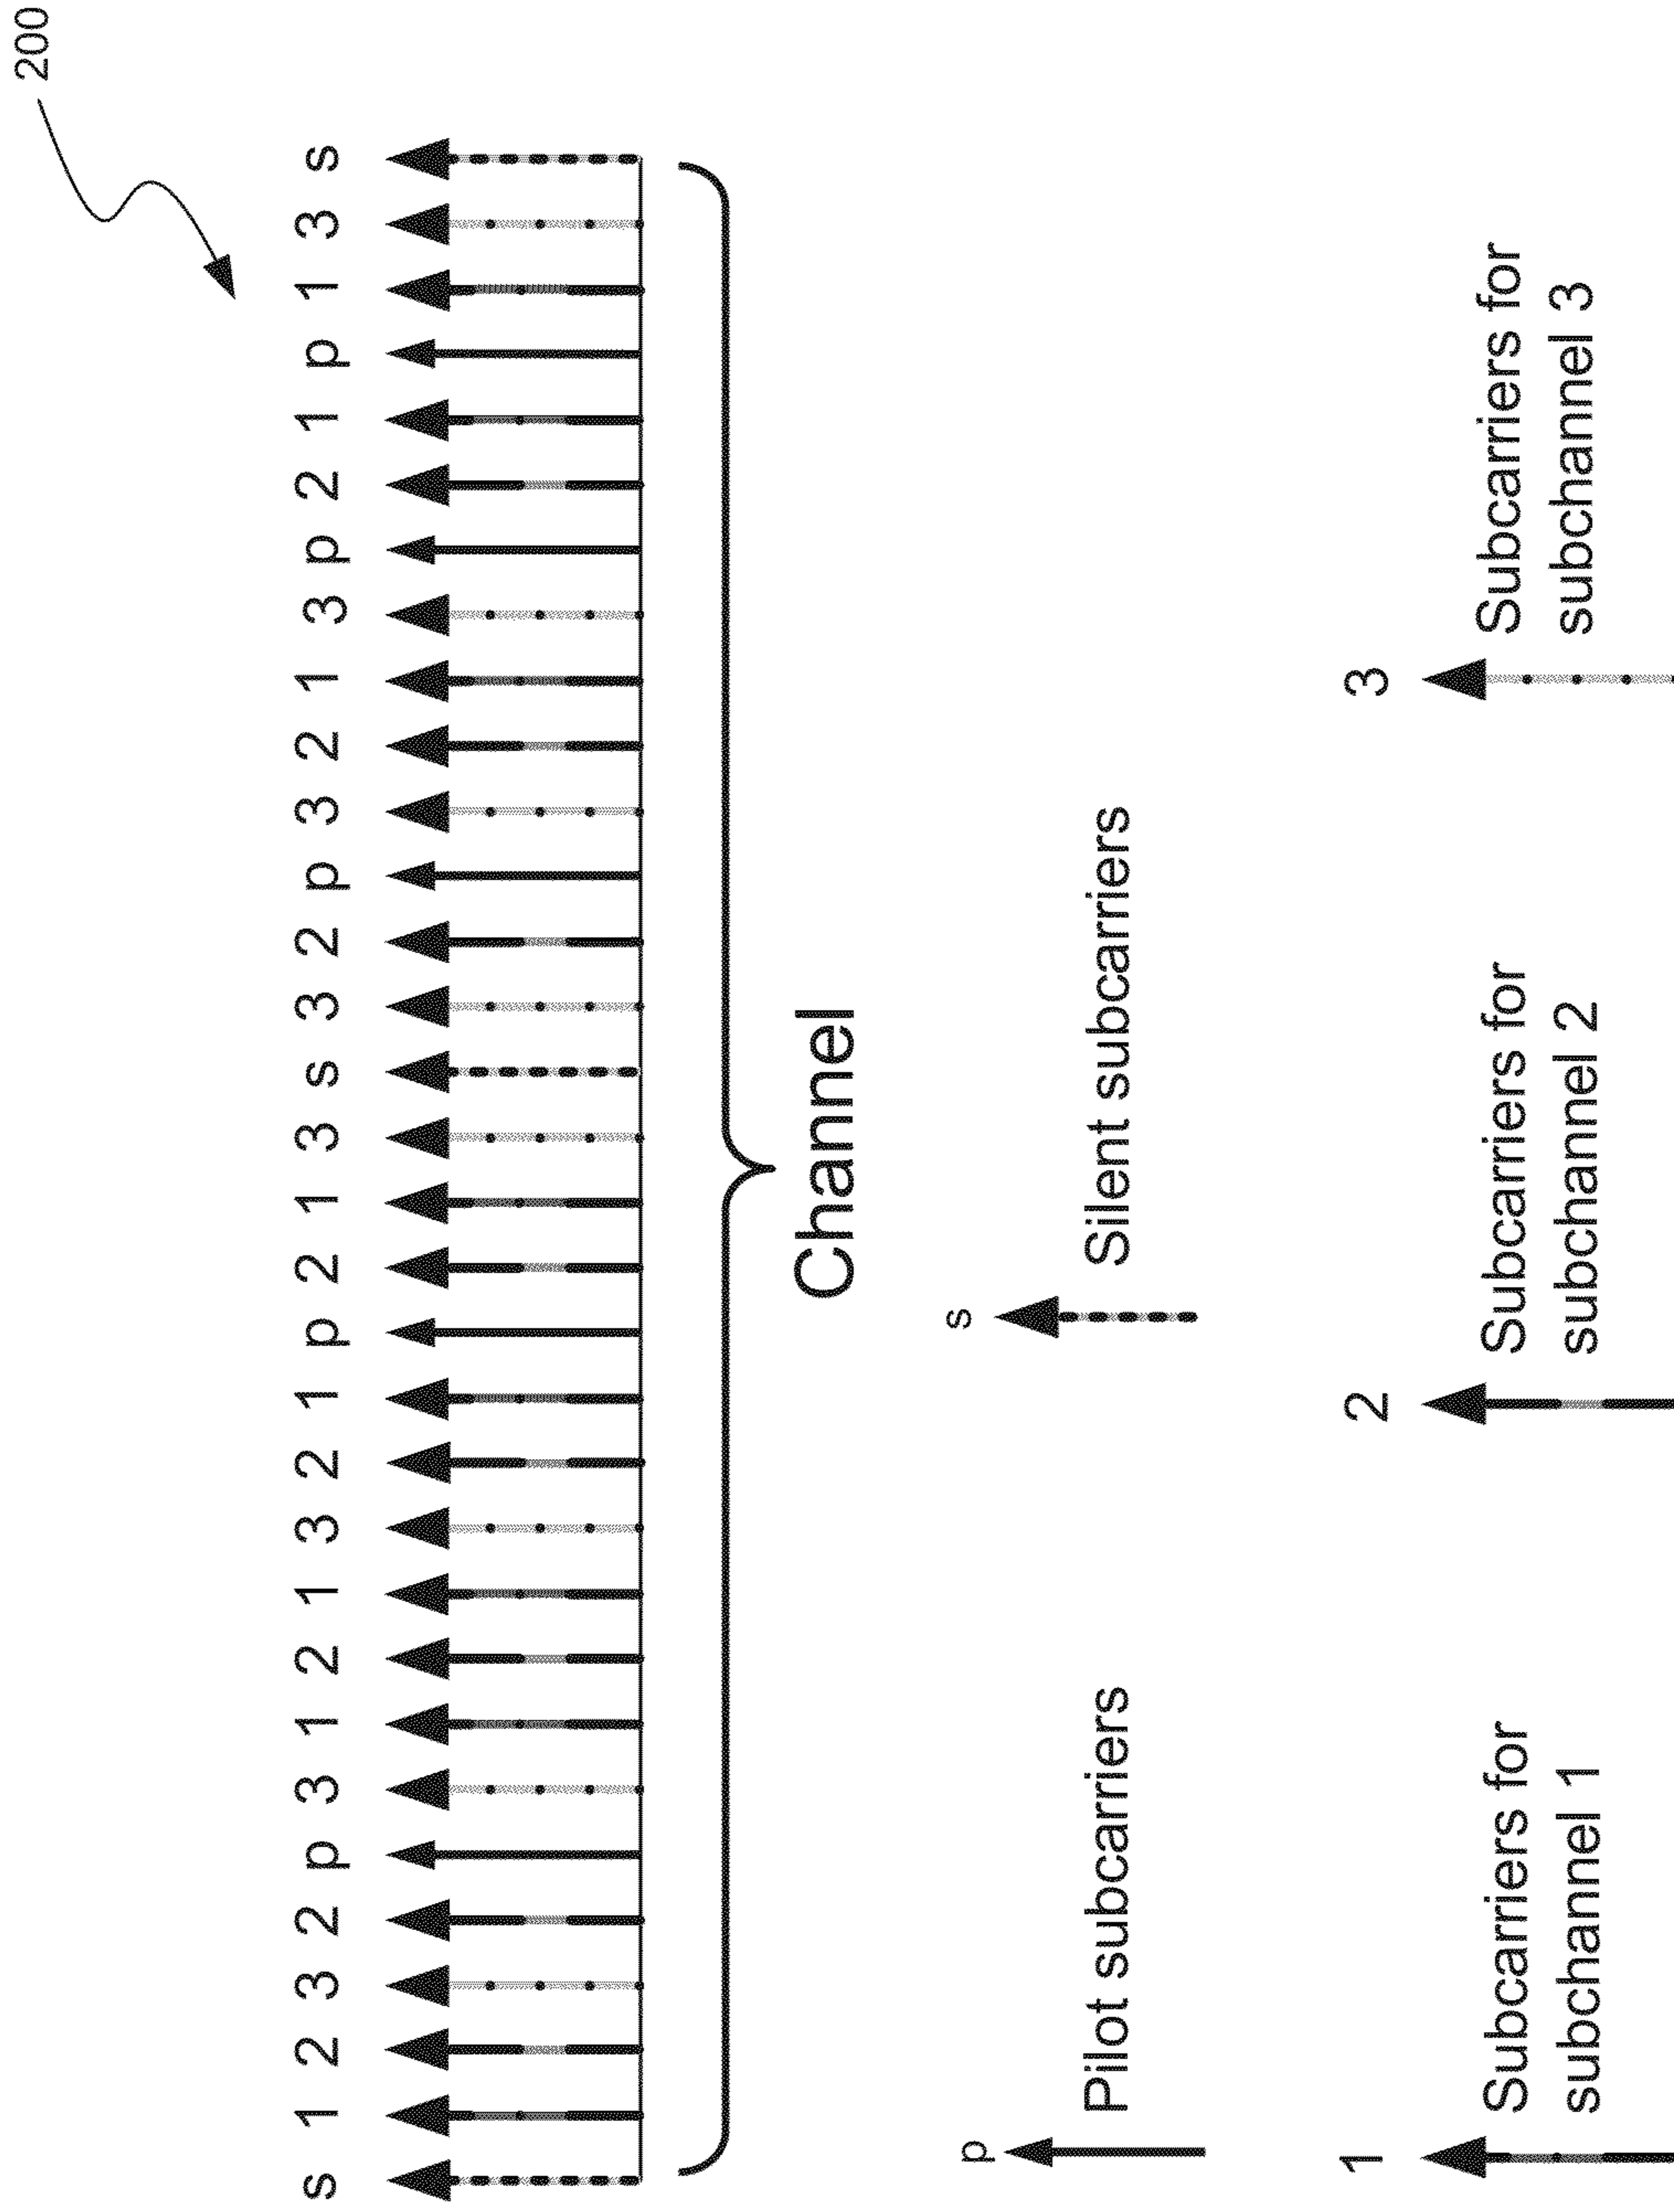 200
s 1 2 3 2 p 3 1 2 1 3 2 1 p 2 1 3 s 3 2 p 3 2 1 3 p 2 1 p 1 3 s
Channel
p
Pilot subcarriers
s
Silent subcarriers
1
Subcarriers for
subchannel 1
2
Subcarriers for
subchannel 2
3
Subcarriers for
subchannel 3